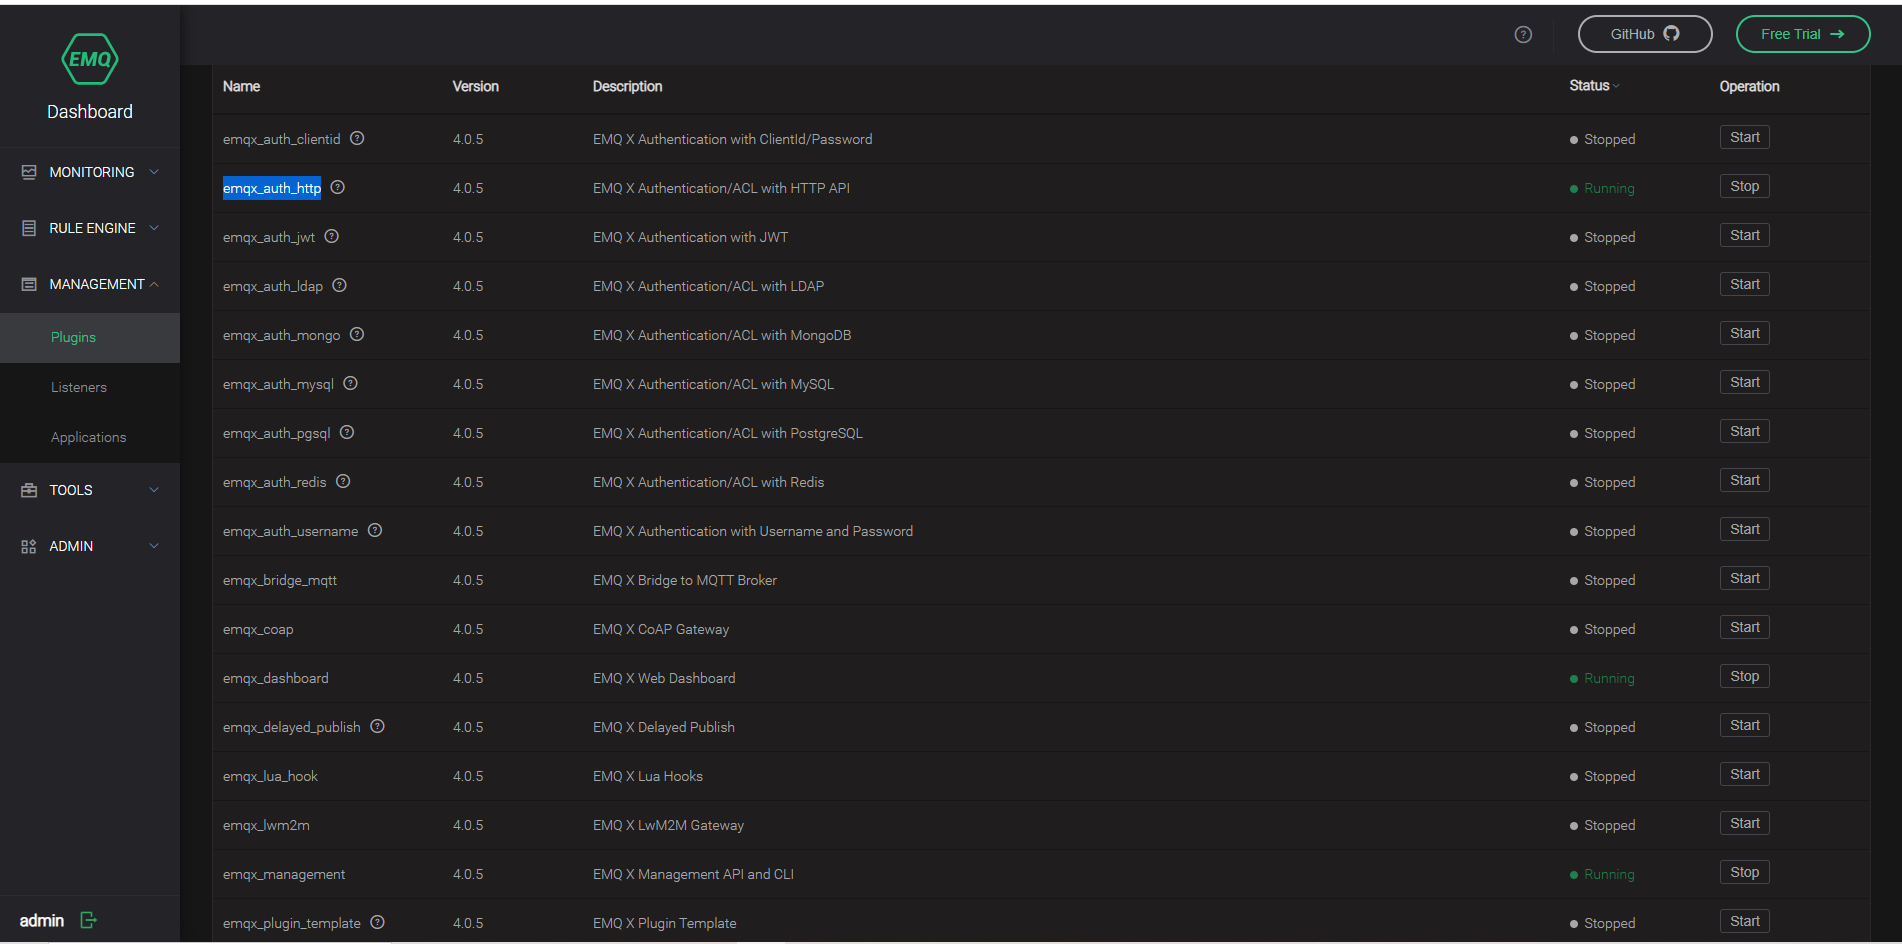 GitHub
Free Trial
EMQ
Dashboard
MONITORING
RULE ENGINE
MANAGEMENT
Plugins
Listeners
Applications
TOOLS
ADMIN
admin
Name Version Description Status Operation
emqx_auth_clientid 4.0.5 EMQ X Authentication with ClientId/Password Stopped Start
emqx_auth_http 4.0.5 EMQ X Authentication/ACL with HTTP API Running Stop
emqx_auth_jwt 4.0.5 EMQ X Authentication with JWT Stopped Start
emqx_auth_ldap 4.0.5 EMQ X Authentication/ACL with LDAP Stopped Start
emqx_auth_mongo 4.0.5 EMQ X Authentication/ACL with MongoDB Stopped Start
emqx_auth_mysql 4.0.5 EMQ X Authentication/ACL with MySQL Stopped Start
emqx_auth_pgsql 4.0.5 EMQ X Authentication/ACL with PostgreSQL Stopped Start
emqx_auth_redis 4.0.5 EMQ X Authentication/ACL with Redis Stopped Start
emqx_auth_username 4.0.5 EMQ X Authentication with Username and Password Stopped Start
emqx_bridge_mqtt 4.0.5 EMQ X Bridge to MQTT Broker Stopped Start
emqx_coap 4.0.5 EMQ X CoAP Gateway Stopped Start
emqx_dashboard 4.0.5 EMQ X Web Dashboard Running Stop
emqx_delayed_publish 4.0.5 EMQ X Delayed Publish Stopped Start
emqx_lua_hook 4.0.5 EMQ X Lua Hooks Stopped Start
emqx_lwm2m 4.0.5 EMQ X LwM2M Gateway Stopped Start
emqx_management 4.0.5 EMQ X Management API and CLI Running Stop
emqx_plugin_template 4.0.5 EMQ X Plugin Template Stopped Start